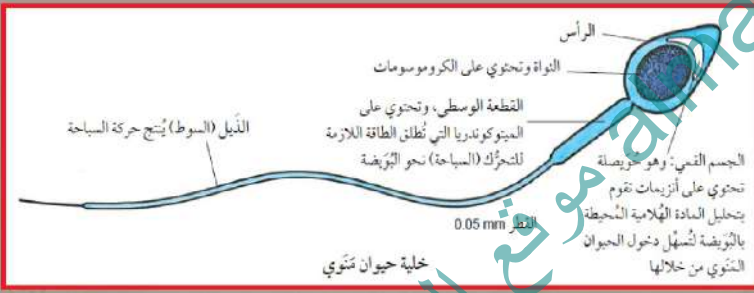 الرأس
النواة وتحتوي على الكروموسومات
القطعة الوسطى، وتحتوي على
الميتوكوندريا التي تُطلق الطاقة اللازمة
للتحرُّك (السباحة) نحو البُوَيضة
الذَّيل (السوط) يُنتج حركة السباحة
الجسم القمي: وهو حويصلة
تحتوي على أنزيمات تقوم
بتحليل المادة الهُلامية المُحيطة
بالبُوَيضة لتُسهِّل دخول الحيوان
المَنَوي من خلالها
القطر 0.05 mm
خلية حيوان مَنَوي
موقع